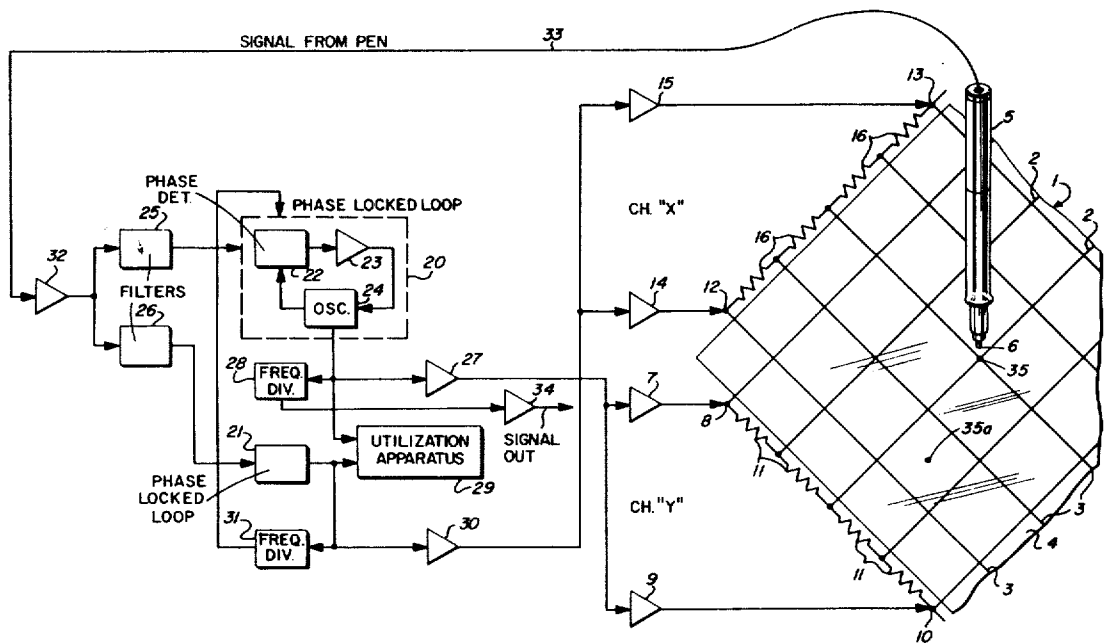 SIGNAL FROM PEN
33
15
13
5
16
2
1
CH. "X"
2
PHASE DET.
PHASE LOCKED LOOP
25
22
23
20
24
OSC.
32
FILTERS
26
16
14
12
6
35
28
FREQ. DIV.
27
34
SIGNAL OUT
7
8
35a
21
UTILIZATION APPARATUS
29
PHASE LOCKED LOOP
11
CH. "Y"
3
4
31
FREQ. DIV.
30
11
3
9
10